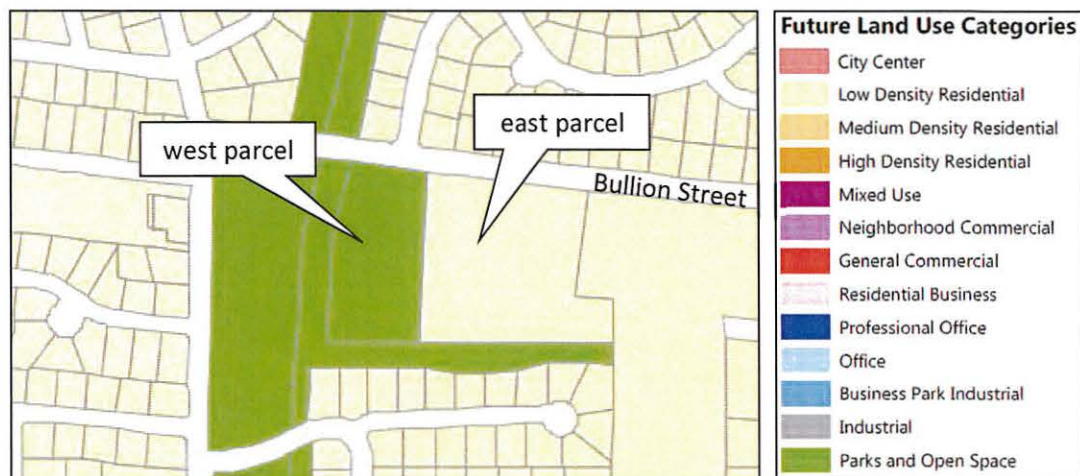 west parcel
east parcel
Bullion Street
Future Land Use Categories
City Center
Low Density Residential
Medium Density Residential
High Density Residential
Mixed Use
Neighborhood Commercial
General Commercial
Residential Business
Professional Office
Office
Business Park Industrial
Industrial
Parks and Open Space